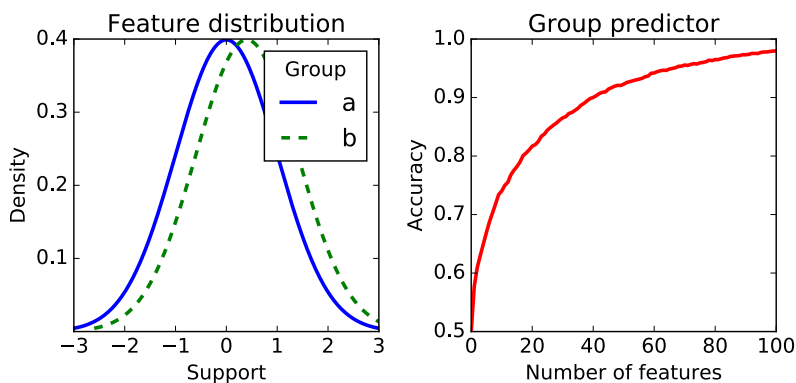 Feature distribution
Density
0.4
0.3
0.2
0.1
−3 −2 −1 0 1 2 3
Support
Group
a
b
Group predictor
Accuracy
1.0
0.9
0.8
0.7
0.6
0.5
0 20 40 60 80 100
Number of features